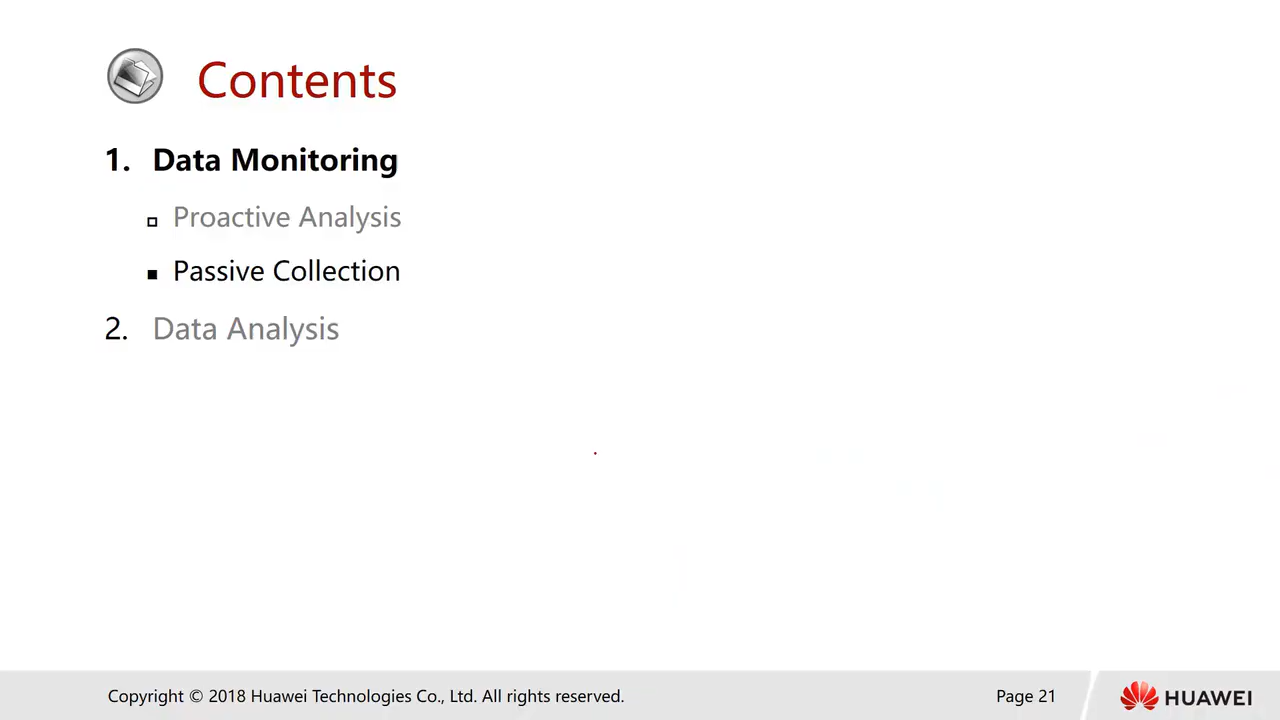 Contents
1. Data Monitoring
Proactive Analysis
Passive Collection
2. Data Analysis
Copyright © 2018 Huawei Technologies Co., Ltd. All rights reserved.
Page 21
HUAWEI